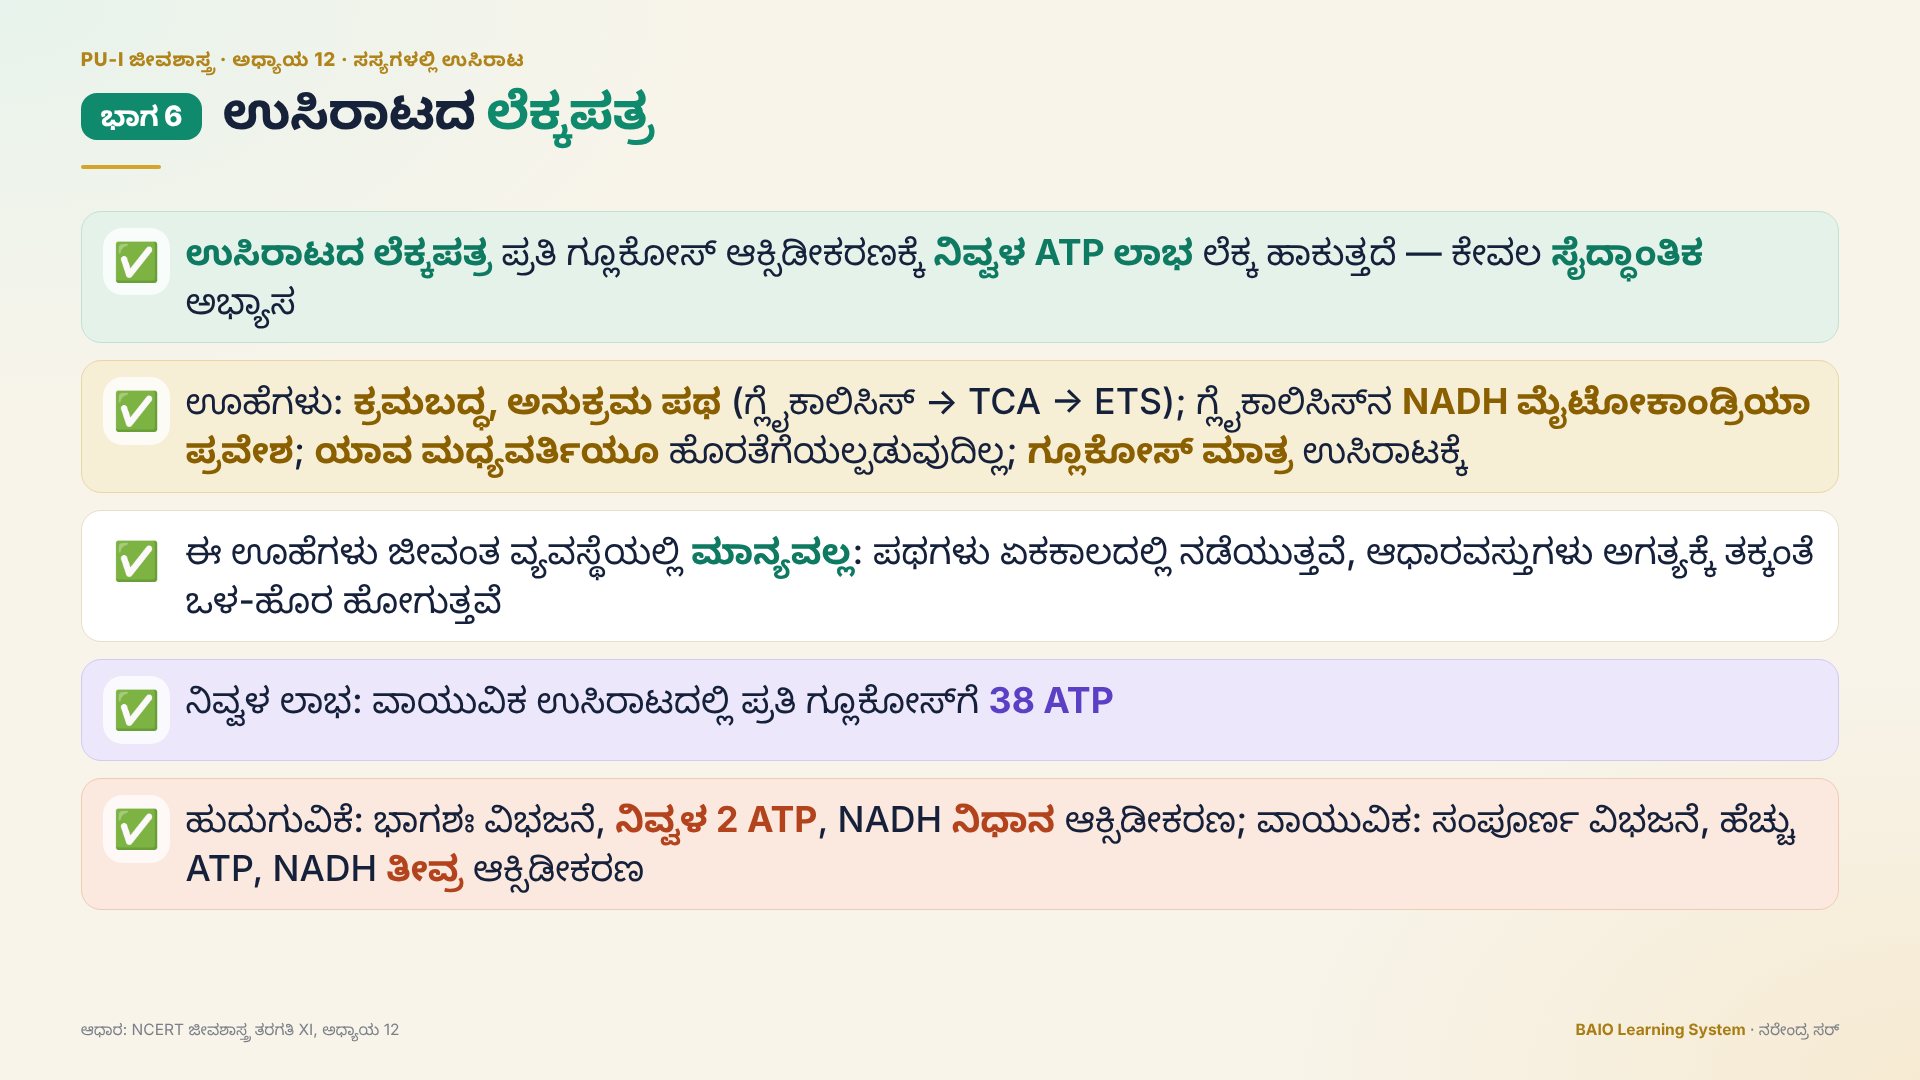 PU-I ಜೀವಶಾಸ್ತ್ರ · ಅಧ್ಯಾಯ 12 · ಸಸ್ಯಗಳಲ್ಲಿ ಉಸಿರಾಟ
ಭಾಗ 6 ಉಸಿರಾಟದ ಲೆಕ್ಕಪತ್ರ
✅ ಉಸಿರಾಟದ ಲೆಕ್ಕಪತ್ರ ಪ್ರತಿ ಗ್ಲೂಕೋಸ್ ಆಕ್ಸಿಡೀಕರಣಕ್ಕೆ ನಿವ್ವಳ ATP ಲಾಭ ಲೆಕ್ಕ ಹಾಕುತ್ತದೆ — ಕೇವಲ ಸೈದ್ಧಾಂತಿಕ
ಅಭ್ಯಾಸ
✅ ಊಹೆಗಳು: ಕ್ರಮಬದ್ಧ, ಅನುಕ್ರಮ ಪಥ (ಗ್ಲೈಕಾಲಿಸಿಸ್ → TCA → ETS); ಗ್ಲೈಕಾಲಿಸಿಸ್‌ನ NADH ಮೈಟೋಕಾಂಡ್ರಿಯಾ
ಪ್ರವೇಶ; ಯಾವ ಮಧ್ಯವರ್ತಿಯೂ ಹೊರತೆಗೆಯಲ್ಪಡುವುದಿಲ್ಲ; ಗ್ಲೂಕೋಸ್ ಮಾತ್ರ ಉಸಿರಾಟಕ್ಕೆ
✅ ಈ ಊಹೆಗಳು ಜೀವಂತ ವ್ಯವಸ್ಥೆಯಲ್ಲಿ ಮಾನ್ಯವಲ್ಲ: ಪಥಗಳು ಏಕಕಾಲದಲ್ಲಿ ನಡೆಯುತ್ತವೆ, ಆಧಾರವಸ್ತುಗಳು ಅಗತ್ಯಕ್ಕೆ ತಕ್ಕಂತೆ
ಒಳ-ಹೊರ ಹೋಗುತ್ತವೆ
✅ ನಿವ್ವಳ ಲಾಭ: ವಾಯುವಿಕ ಉಸಿರಾಟದಲ್ಲಿ ಪ್ರತಿ ಗ್ಲೂಕೋಸ್‌ಗೆ 38 ATP
✅ ಹುದುಗುವಿಕೆ: ಭಾಗಶಃ ವಿಭಜನೆ, ನಿವ್ವಳ 2 ATP, NADH ನಿಧಾನ ಆಕ್ಸಿಡೀಕರಣ; ವಾಯುವಿಕ: ಸಂಪೂರ್ಣ ವಿಭಜನೆ, ಹೆಚ್ಚು
ATP, NADH ತೀವ್ರ ಆಕ್ಸಿಡೀಕರಣ
ಆಧಾರ: NCERT ಜೀವಶಾಸ್ತ್ರ ತರಗತಿ XI, ಅಧ್ಯಾಯ 12
BAIO Learning System · ನರೇಂದ್ರ ಸರ್